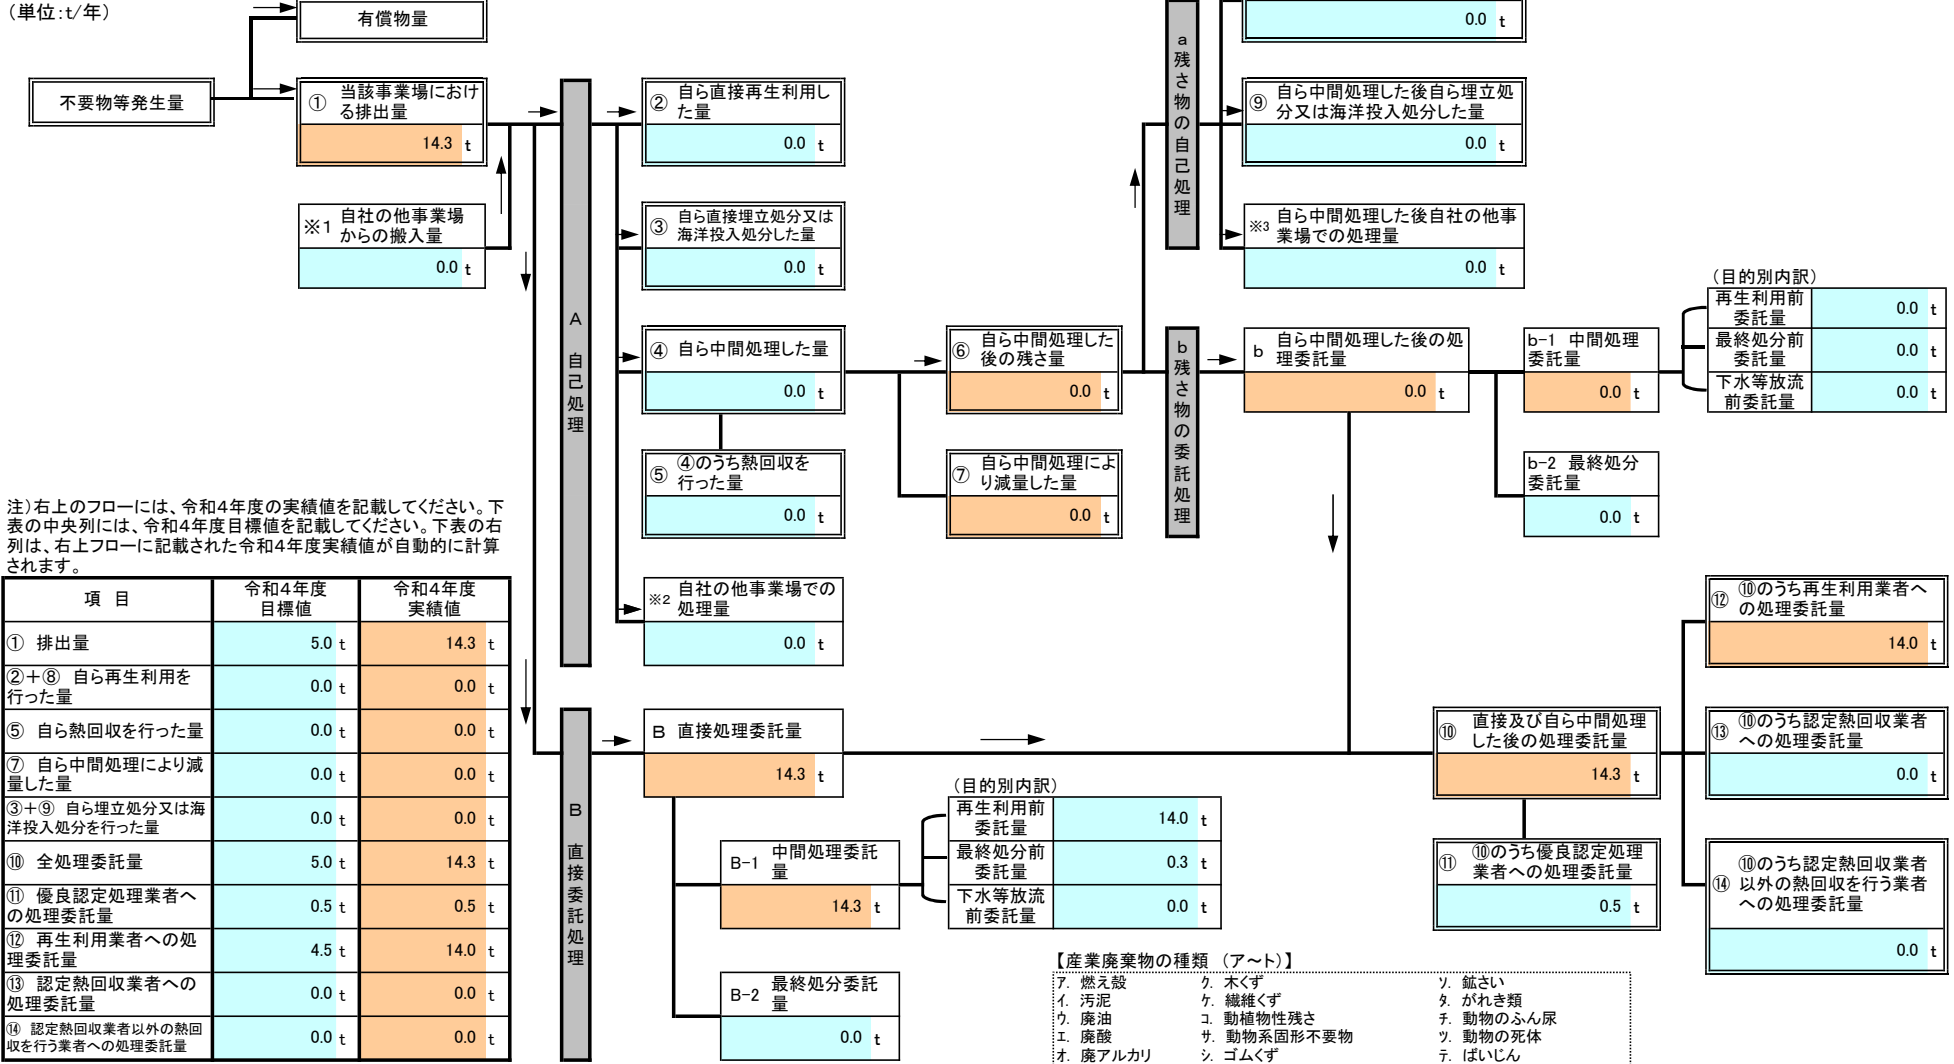 (単位:t/年)
有償物量
不要物等発生量
① 当該事業場におけ
る排出量
14.3 t
※1 自社の他事業場
からの搬入量
0.0 t
A 自己処理
② 自ら直接再生利用し
た量
0.0 t
③ 自ら直接埋立処分又は
海洋投入処分した量
0.0 t
④ 自ら中間処理した量
0.0 t
⑤ ④のうち熱回収を
行った量
0.0 t
※2 自社の他事業場での
処理量
0.0 t
⑥ 自ら中間処理した
後の残さ量
0.0 t
⑦ 自ら中間処理によ
り減量した量
0.0 t
a 残さ物の自己処理
0.0 t
⑨ 自ら中間処理した後自ら埋立処
分又は海洋投入処分した量
0.0 t
※3 自ら中間処理した後自社の他事
業場での処理量
0.0 t
b 残さ物の委託処理
b 自ら中間処理した後の処
理委託量
0.0 t
b-1 中間処理
委託量
0.0 t
b-2 最終処分
委託量
0.0 t
(目的別内訳)
再生利用前
委託量 0.0 t
最終処分前
委託量 0.0 t
下水等放流
前委託量 0.0 t
注)右上のフローには、令和4年度の実績値を記載してください。下
表の中央列には、令和4年度目標値を記載してください。下表の右
列は、右上フローに記載された令和4年度実績値が自動的に計算
されます。
項 目 令和4年度
目標値 令和4年度
実績値
① 排出量 5.0 t 14.3 t
②+⑧ 自ら再生利用を
行った量 0.0 t 0.0 t
⑤ 自ら熱回収を行った量 0.0 t 0.0 t
⑦ 自ら中間処理により減
量した量 0.0 t 0.0 t
③+⑨ 自ら埋立処分又は海
洋投入処分を行った量 0.0 t 0.0 t
⑩ 全処理委託量 5.0 t 14.3 t
⑪ 優良認定処理業者へ
の処理委託量 0.5 t 0.5 t
⑫ 再生利用業者への処
理委託量 4.5 t 14.0 t
⑬ 認定熱回収業者への
処理委託量 0.0 t 0.0 t
⑭ 認定熱回収業者以外の熱回
収を行う業者への処理委託量 0.0 t 0.0 t
B 直接委託処理
B 直接処理委託量
14.3 t
B-1 中間処理委託
量
14.3 t
B-2 最終処分委託
量
0.0 t
(目的別内訳)
再生利用前
委託量 14.0 t
最終処分前
委託量 0.3 t
下水等放流
前委託量 0.0 t
⑩ 直接及び自ら中間処理
した後の処理委託量
14.3 t
⑪ ⑩のうち優良認定処理
業者への処理委託量
0.5 t
⑫ ⑩のうち再生利用業者へ
の処理委託量
14.0 t
⑬ ⑩のうち認定熱回収業者
への処理委託量
0.0 t
⑭ ⑩のうち認定熱回収業者
以外の熱回収を行う業者
への処理委託量
0.0 t
【産業廃棄物の種類 (ア~ト)】
ア. 燃え殻 ク. 木くず ソ. 鉱さい
イ. 汚泥 ケ. 繊維くず タ. がれき類
ウ. 廃油 コ. 動植物性残さ チ. 動物のふん尿
エ. 廃酸 サ. 動物系固形不要物 ツ. 動物の死体
オ. 廃アルカリ シ. ゴムくず テ. ばいじん